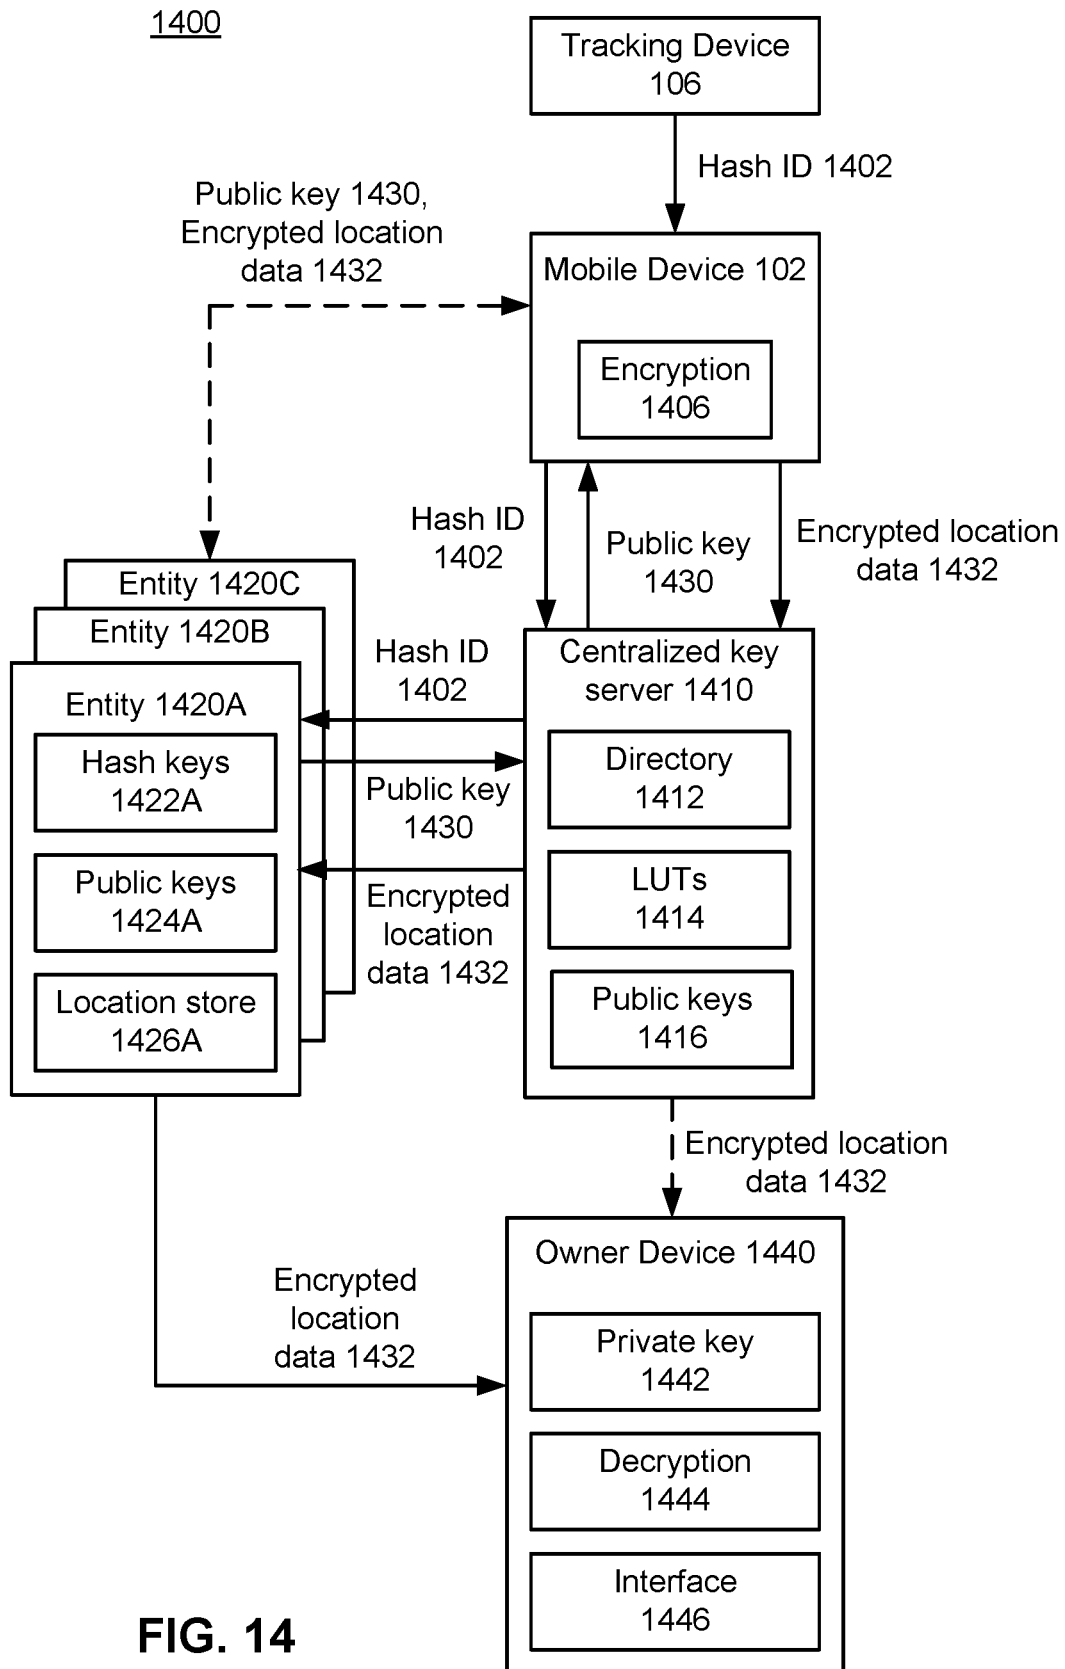 1400
Tracking Device
106
Hash ID 1402
Public key 1430,
Encrypted location
data 1432
Mobile Device 102
Encryption
1406
Hash ID
1402
Public key
1430
Encrypted location
data 1432
Entity 1420C
Entity 1420B
Entity 1420A
Hash keys
1422A
Public keys
1424A
Location store
1426A
Hash ID
1402
Public key
1430
Encrypted
location
data 1432
Centralized key
server 1410
Directory
1412
LUTs
1414
Public keys
1416
Encrypted location
data 1432
Encrypted
location
data 1432
Owner Device 1440
Private key
1442
Decryption
1444
Interface
1446
FIG. 14